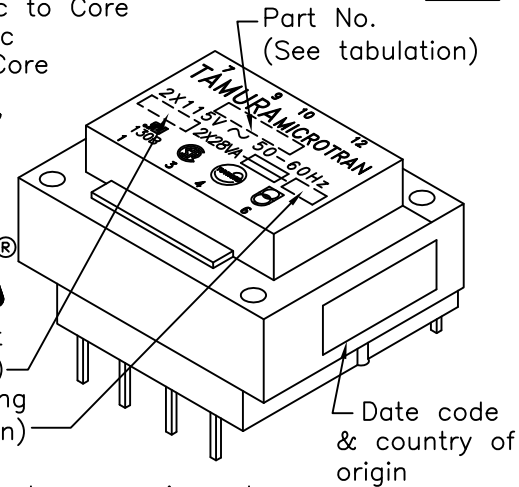 c to Core
c
Core
Part No.
(See tabulation)
7 9 10 12
TAMURA MICROTRAN
2X115V ~ 50-60Hz
130B 2X28VA
1 3 4 6
®
)
ng
n)
Date code
& country of
origin